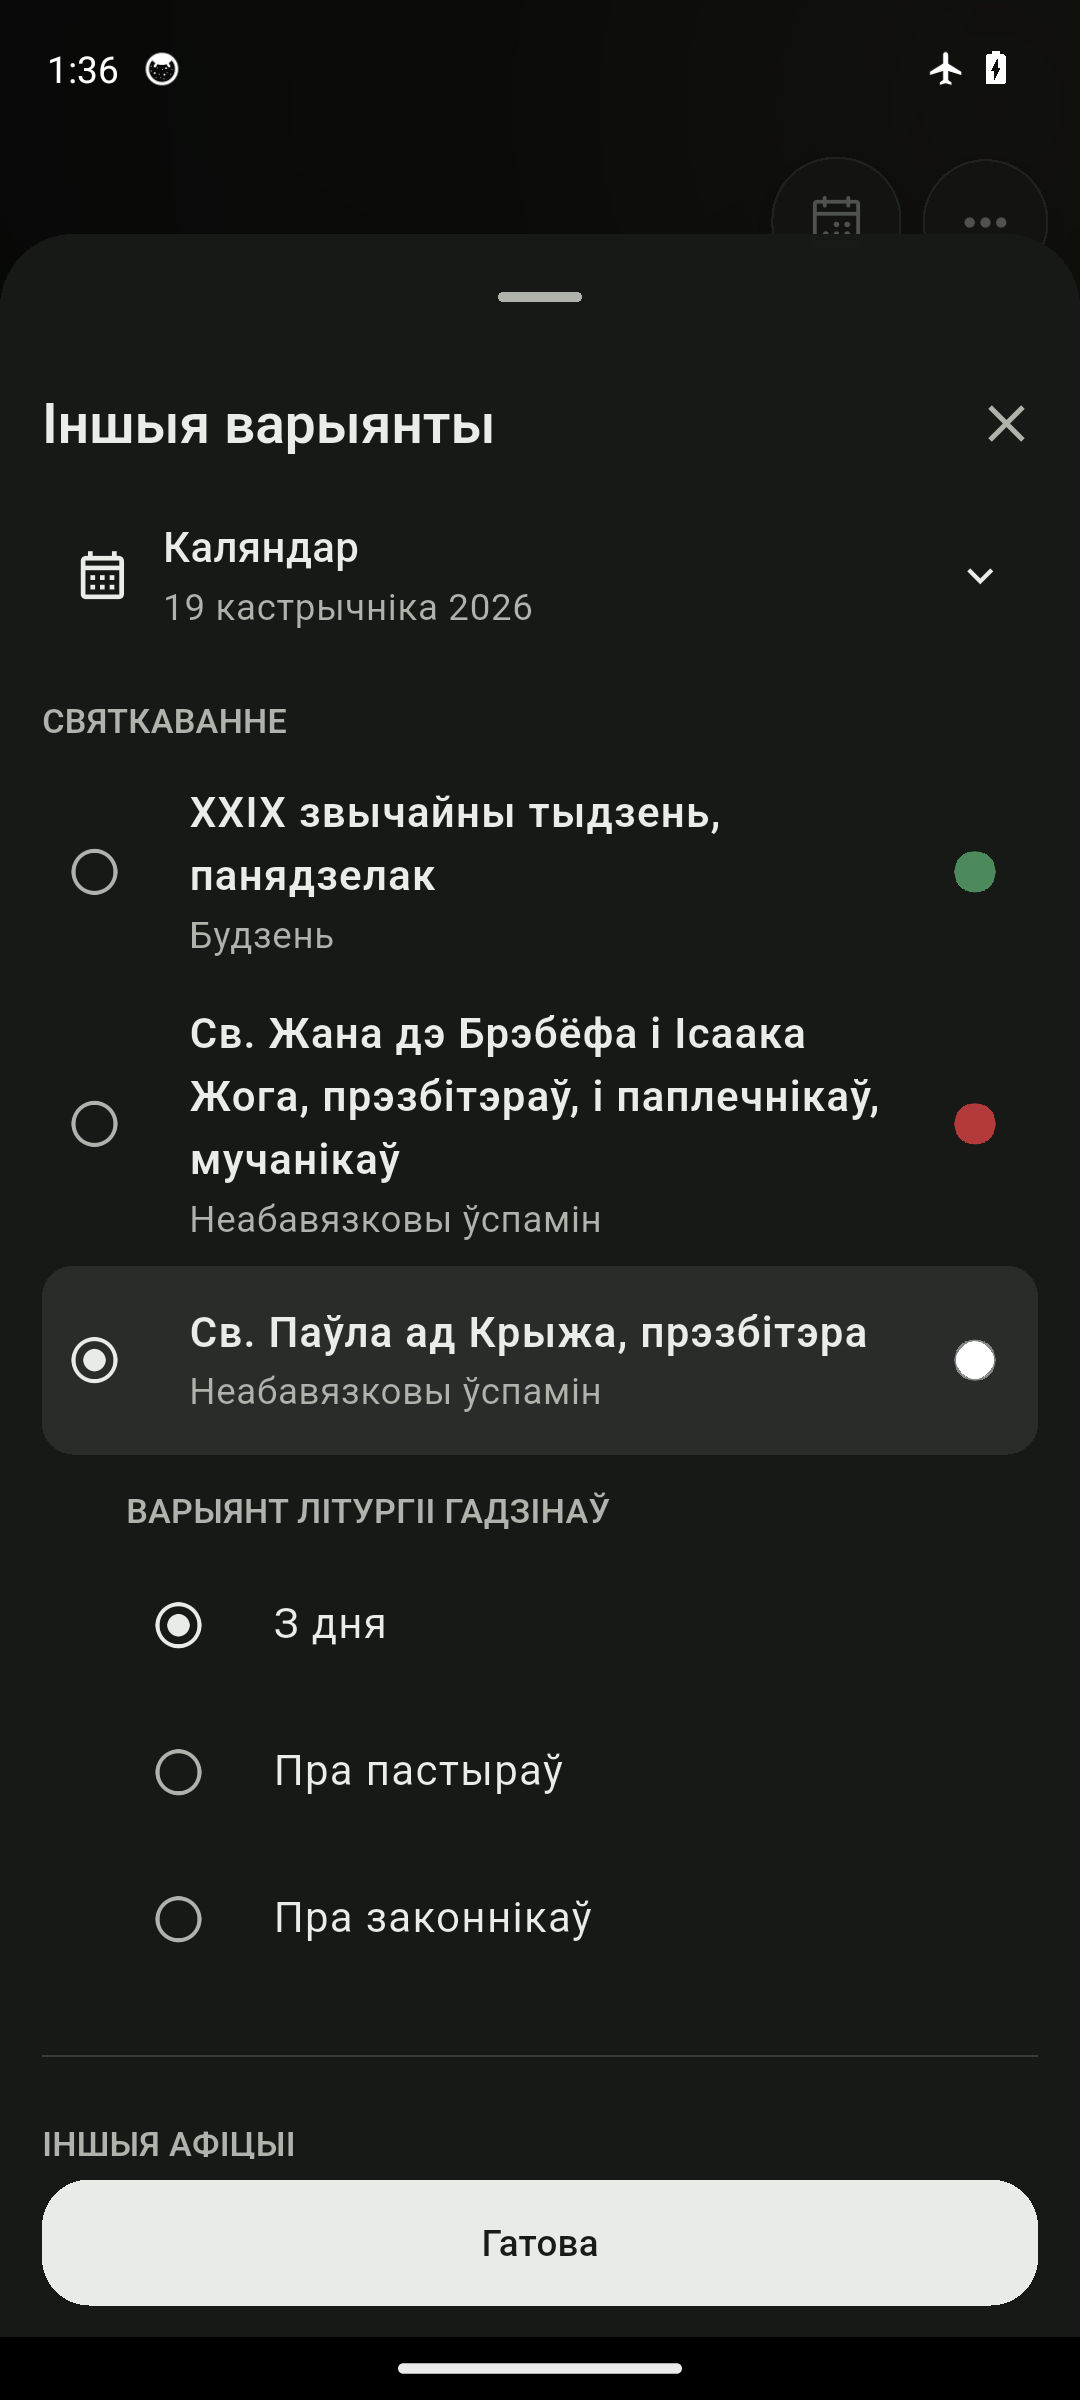 1:36
Іншыя варыянты
Каляндар
19 кастрычніка 2026
СВЯТКАВАННЕ
XXIX звычайны тыдзень,
панядзелак
Будзень
Св. Жана дэ Брэбёфа і Ісаака
Жога, прэзбітэраў, і паплечнікаў,
мучанікаў
Неабавязковы ўспамін
Св. Паўла ад Крыжа, прэзбітэра
Неабавязковы ўспамін
ВАРЫЯНТ ЛІТУРГІІ ГАДЗІНАЎ
З дня
Пра пастыраў
Пра законнікаў
ІНШЫЯ АФІЦЫІ
Гатова